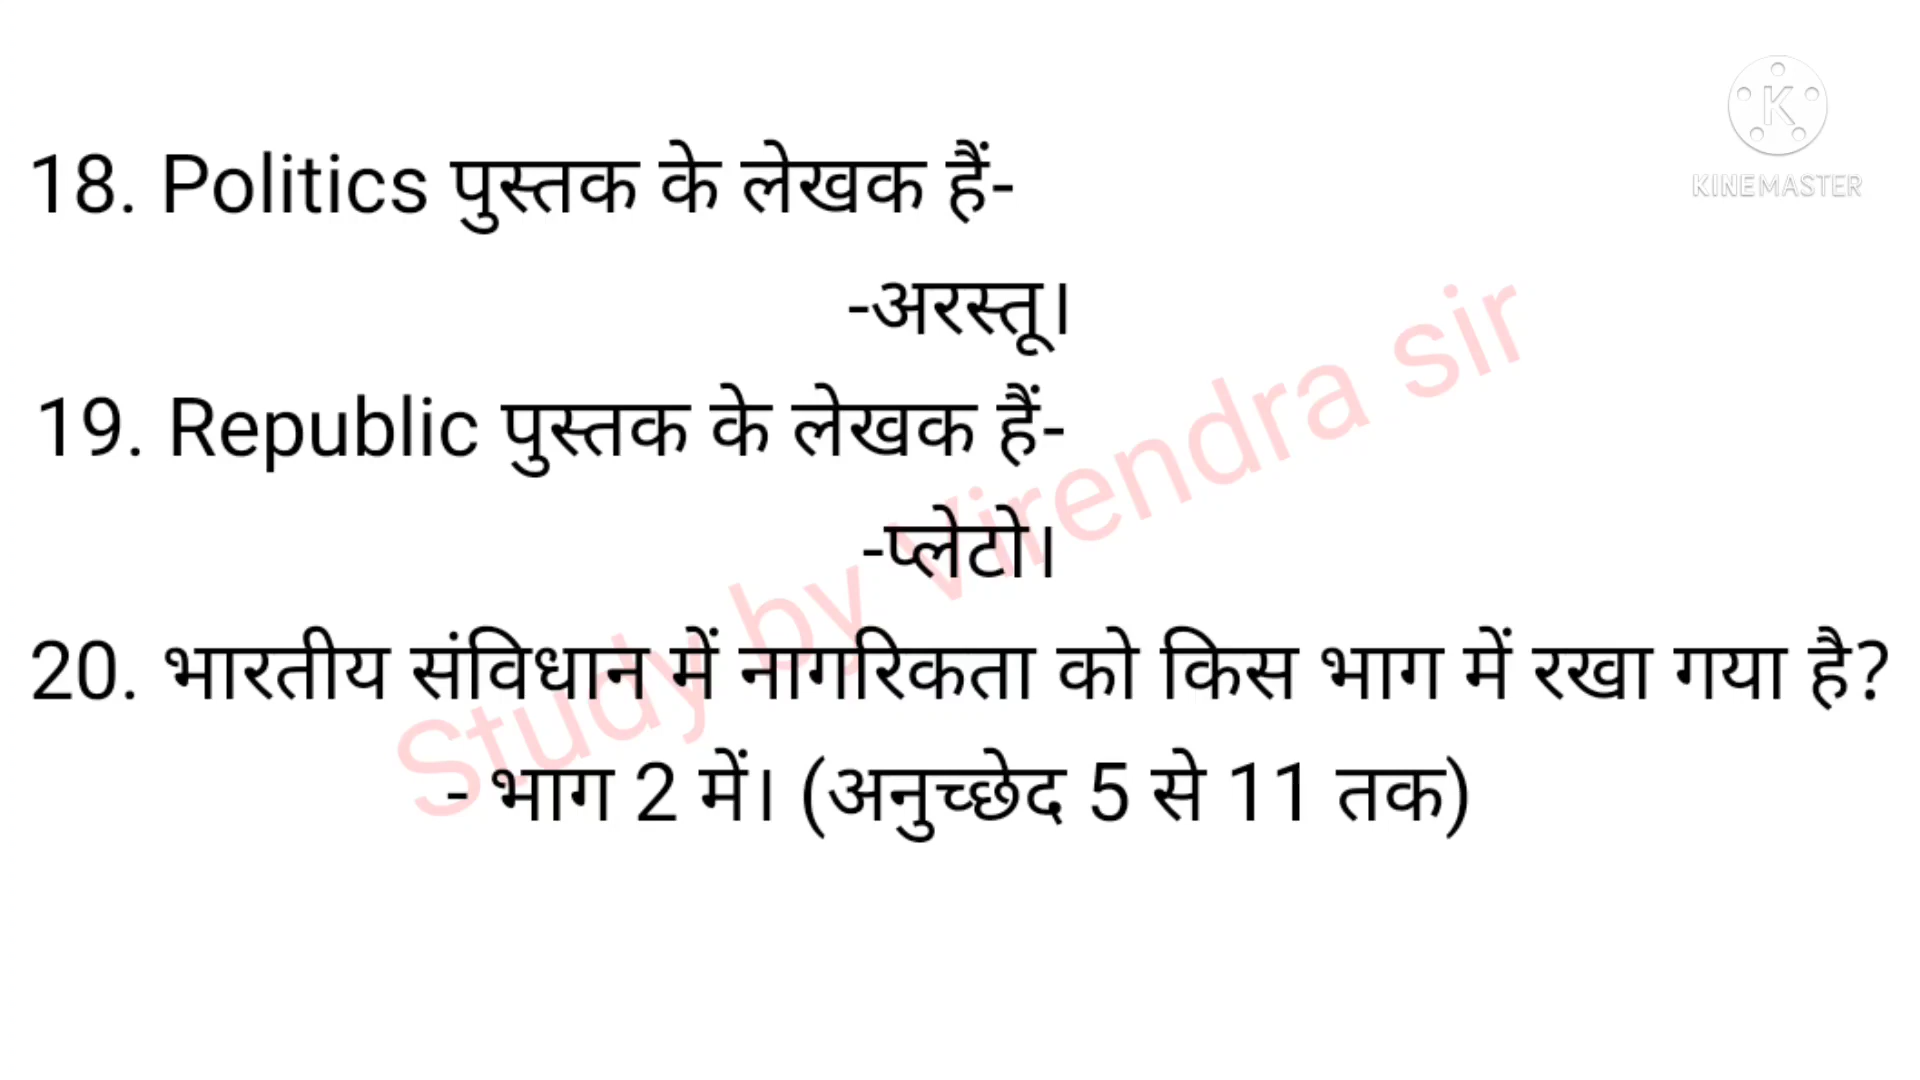 K
KINEMASTER
18. Politics पुस्तक के लेखक हैं-
-अरस्तू।
19. Republic पुस्तक के लेखक हैं-
-प्लेटो।
20. भारतीय संविधान में नागरिकता को किस भाग में रखा गया है?
- भाग 2 में। (अनुच्छेद 5 से 11 तक)
Study by Virendra sir